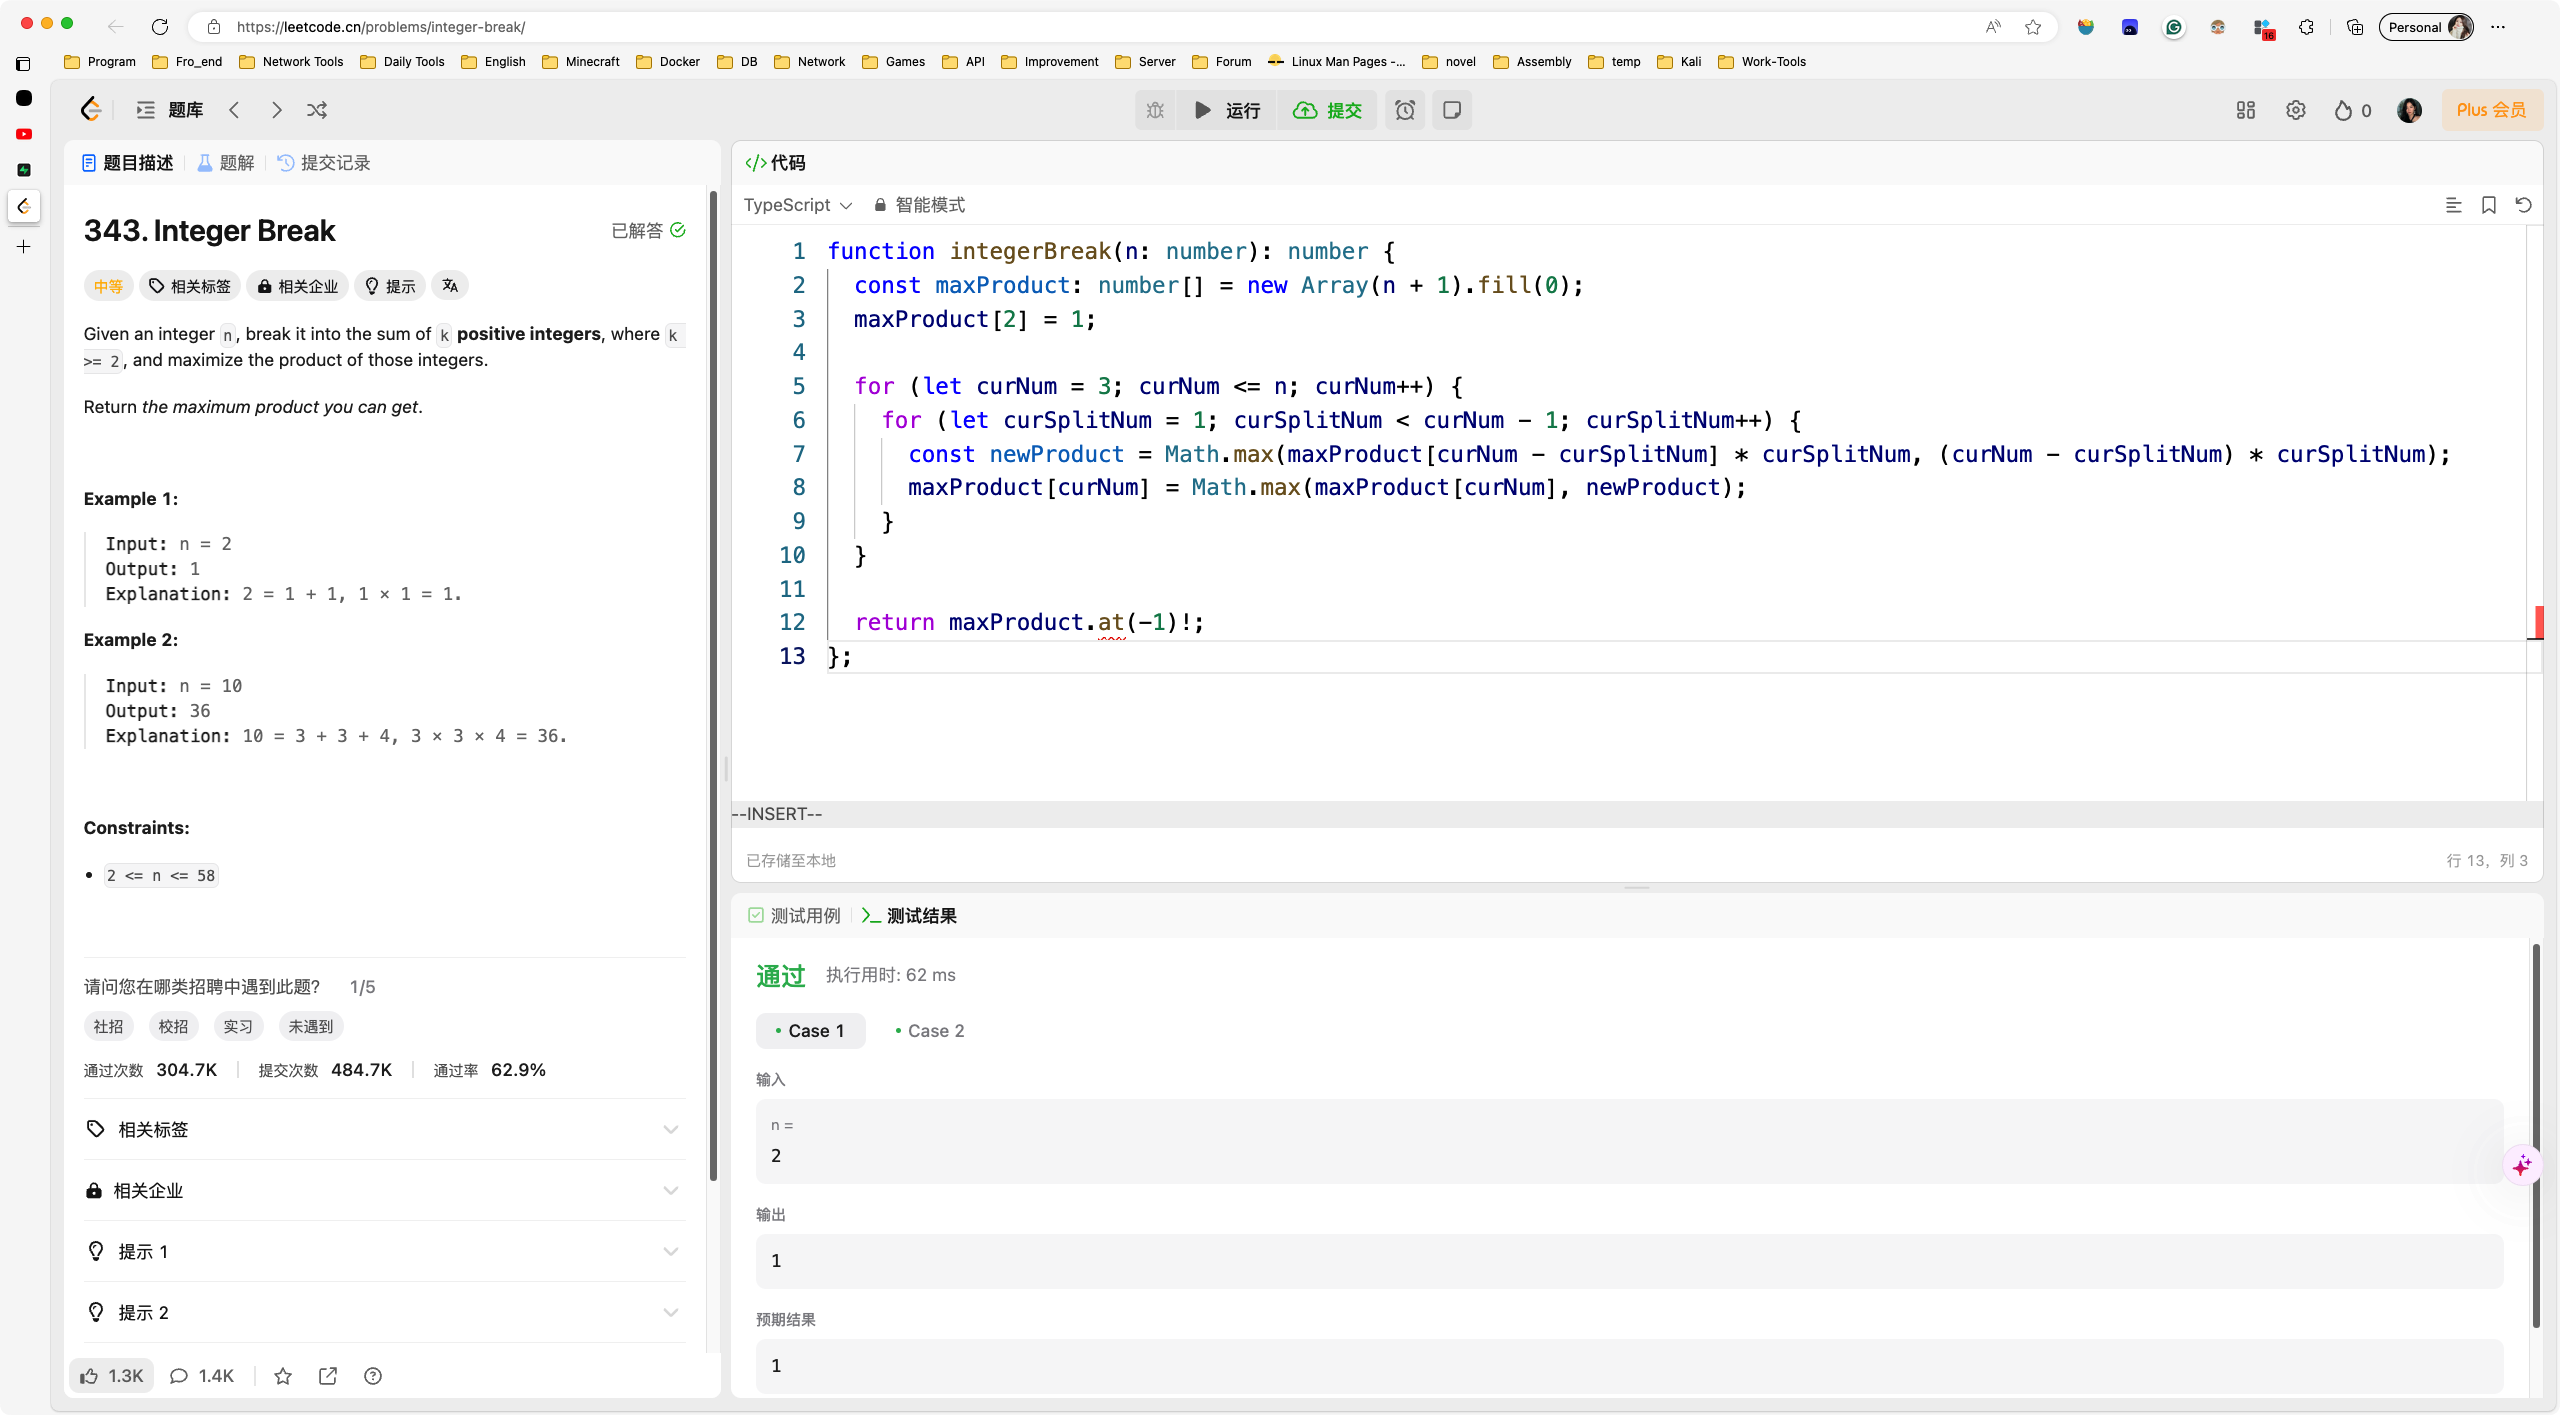 https://leetcode.cn/problems/integer-break/
Personal
Program
Fro_end
Network Tools
Daily Tools
English
Minecraft
Docker
DB
Network
Games
API
Improvement
Server
Forum
Linux Man Pages -...
novel
Assembly
temp
Kali
Work-Tools
16
题库
运行
提交
0
Plus 会员
题目描述
题解
提交记录
343. Integer Break
已解答
中等
相关标签
相关企业
提示
Given an integer n, break it into the sum of k positive integers, where k
>= 2, and maximize the product of those integers.
Return the maximum product you can get.
Example 1:
Input: n = 2
Output: 1
Explanation: 2 = 1 + 1, 1 × 1 = 1.
Example 2:
Input: n = 10
Output: 36
Explanation: 10 = 3 + 3 + 4, 3 × 3 × 4 = 36.
Constraints:
2 <= n <= 58
请问您在哪类招聘中遇到此题?
1/5
社招
校招
实习
未遇到
通过次数 304.7K
提交次数 484.7K
通过率 62.9%
相关标签
相关企业
提示 1
提示 2
1.3K
1.4K
</> 代码
TypeScript
智能模式
1 function integerBreak(n: number): number {
2 const maxProduct: number[] = new Array(n + 1).fill(0);
3 maxProduct[2] = 1;
4
5 for (let curNum = 3; curNum <= n; curNum++) {
6 for (let curSplitNum = 1; curSplitNum < curNum - 1; curSplitNum++) {
7 const newProduct = Math.max(maxProduct[curNum - curSplitNum] * curSplitNum, (curNum - curSplitNum) * curSplitNum);
8 maxProduct[curNum] = Math.max(maxProduct[curNum], newProduct);
9 }
10 }
11
12 return maxProduct.at(-1)!;
13 };
--INSERT--
已存储至本地
行 13, 列 3
测试用例
测试结果
通过
执行用时: 62 ms
Case 1
Case 2
输入
n =
2
输出
1
预期结果
1